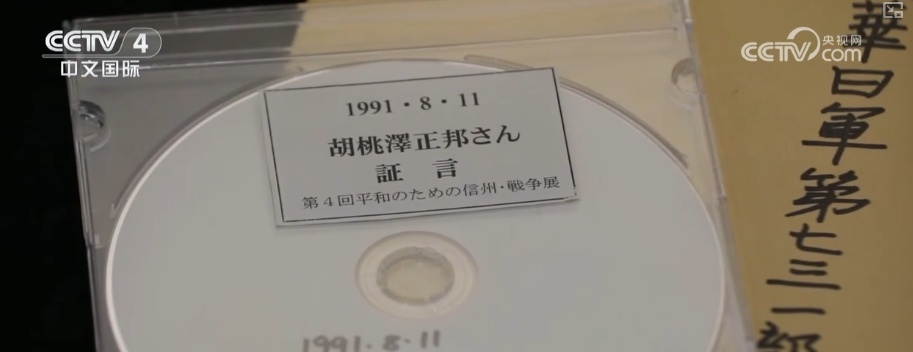 CCTV 4
中文国际
央视网
CCTV.com
1991・8・11
胡桃澤正邦さん
証言
第4回平和のための信州・戦争展
1991・8・11
華日軍第七三一部